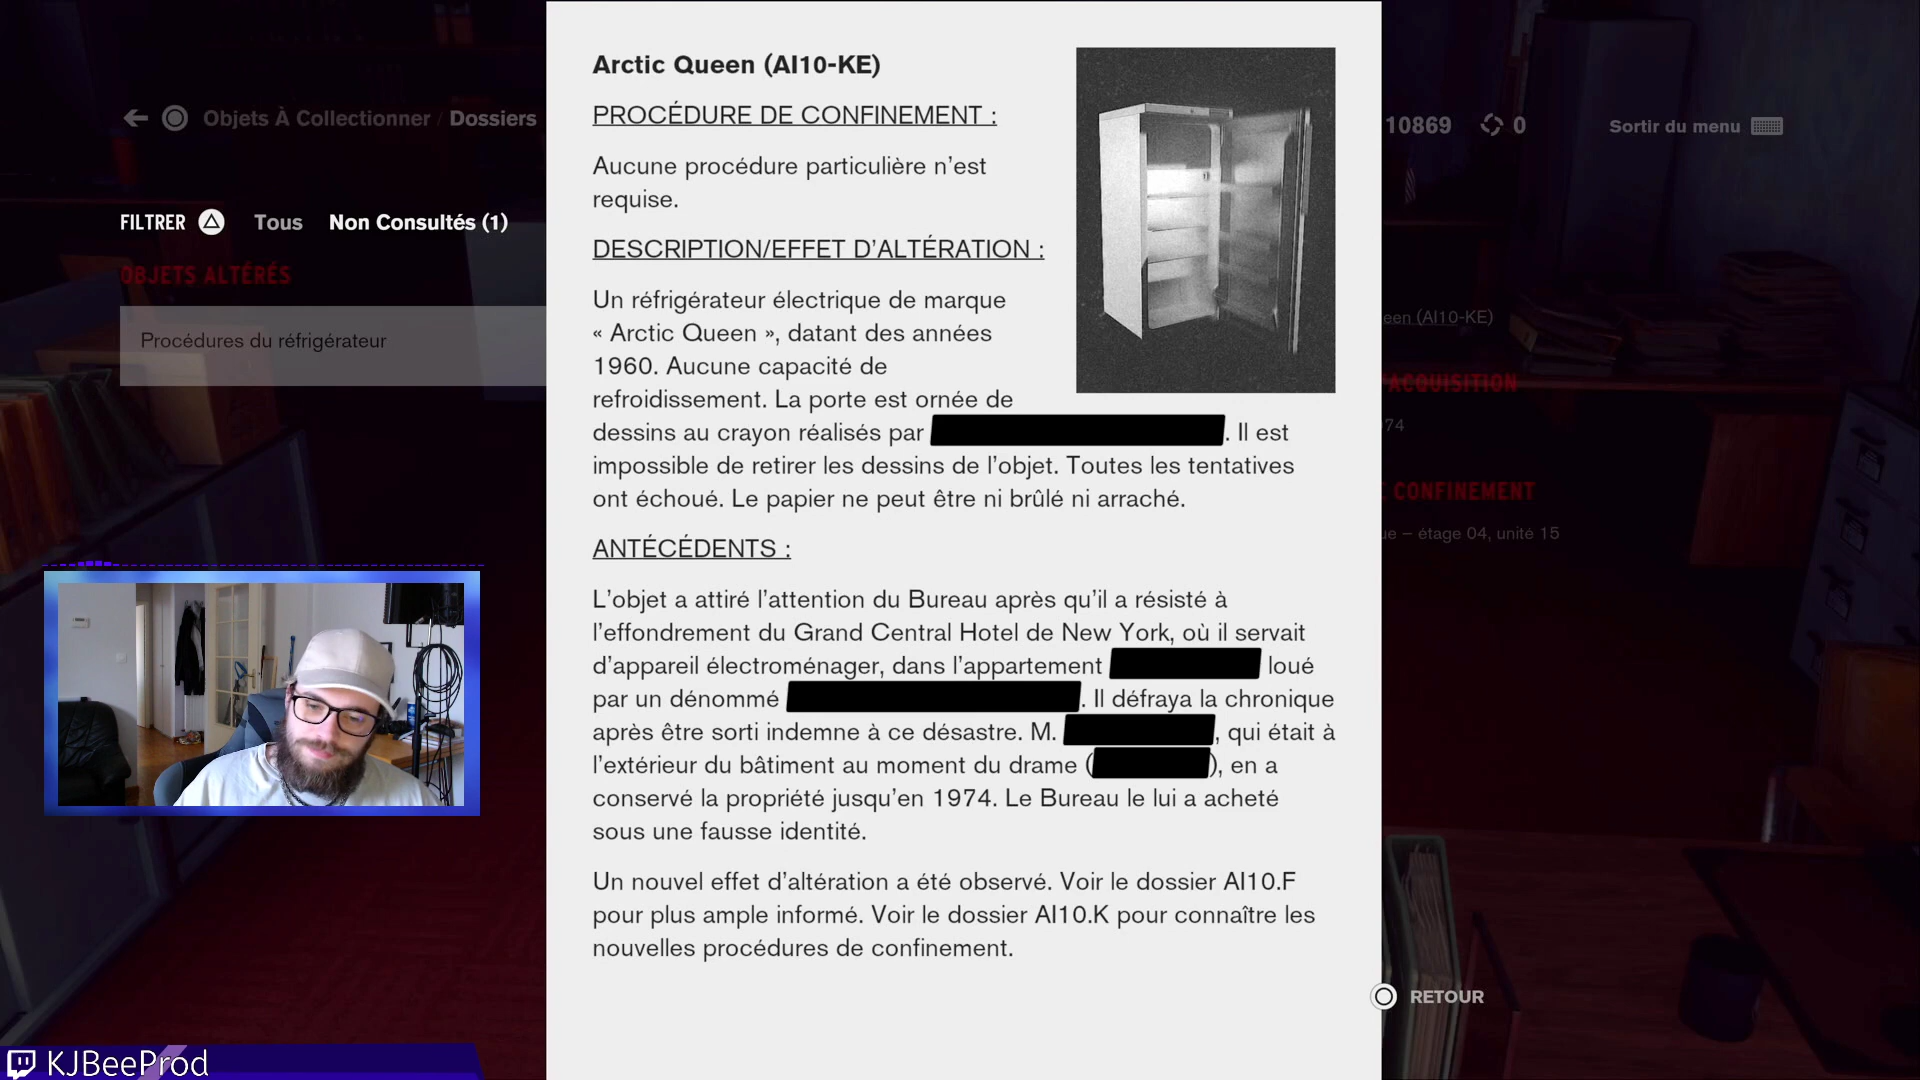 Arctic Queen (AI10-KE)
PROCÉDURE DE CONFINEMENT :
Aucune procédure particulière n'est
requise.
DESCRIPTION/EFFET D'ALTÉRATION :
Un réfrigérateur électrique de marque
« Arctic Queen », datant des années
1960. Aucune capacité de
refroidissement. La porte est ornée de
dessins au crayon réalisés par . Il est
impossible de retirer les dessins de l'objet. Toutes les tentatives
ont échoué. Le papier ne peut être ni brûlé ni arraché.
ANTÉCÉDENTS :
L'objet a attiré l'attention du Bureau après qu'il a résisté à
l'effondrement du Grand Central Hotel de New York, où il servait
d'appareil électroménager, dans l'appartement loué
par un dénommé . Il défraya la chronique
après être sorti indemne à ce désastre. M. , qui était à
l'extérieur du bâtiment au moment du drame ( ), en a
conservé la propriété jusqu'en 1974. Le Bureau le lui a acheté
sous une fausse identité.
Un nouvel effet d'altération a été observé. Voir le dossier AI10.F
pour plus ample informé. Voir le dossier AI10.K pour connaître les
nouvelles procédures de confinement.
Objets À Collectionner / Dossiers
10869 0 Sortir du menu
FILTRER Tous Non Consultés (1)
OBJETS ALTÉRÉS
Procédures du réfrigérateur
een (AI10-KE)
ACQUISITION
74
CONFINEMENT
ue – étage 04, unité 15
RETOUR
KJBeeProd